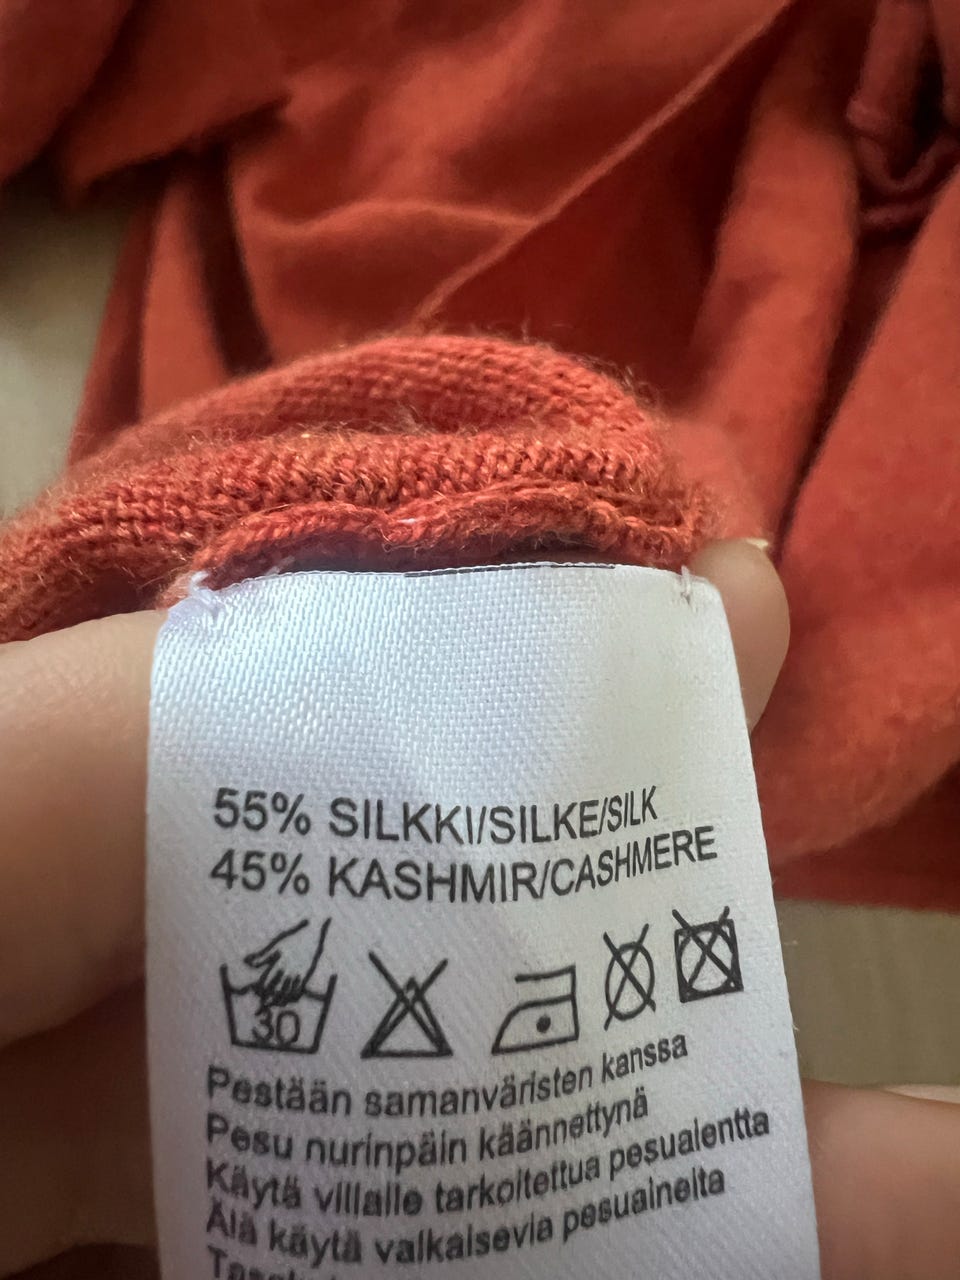 55% SILKKI/SILKE/SILK
45% KASHMIR/CASHMERE
30
Pestään samanväristen kanssa
Pesu nurinpäin käännettynä
Käytä villalle tarkoitettua pesualentta
Älä käytä valkaisevia pesuaineita